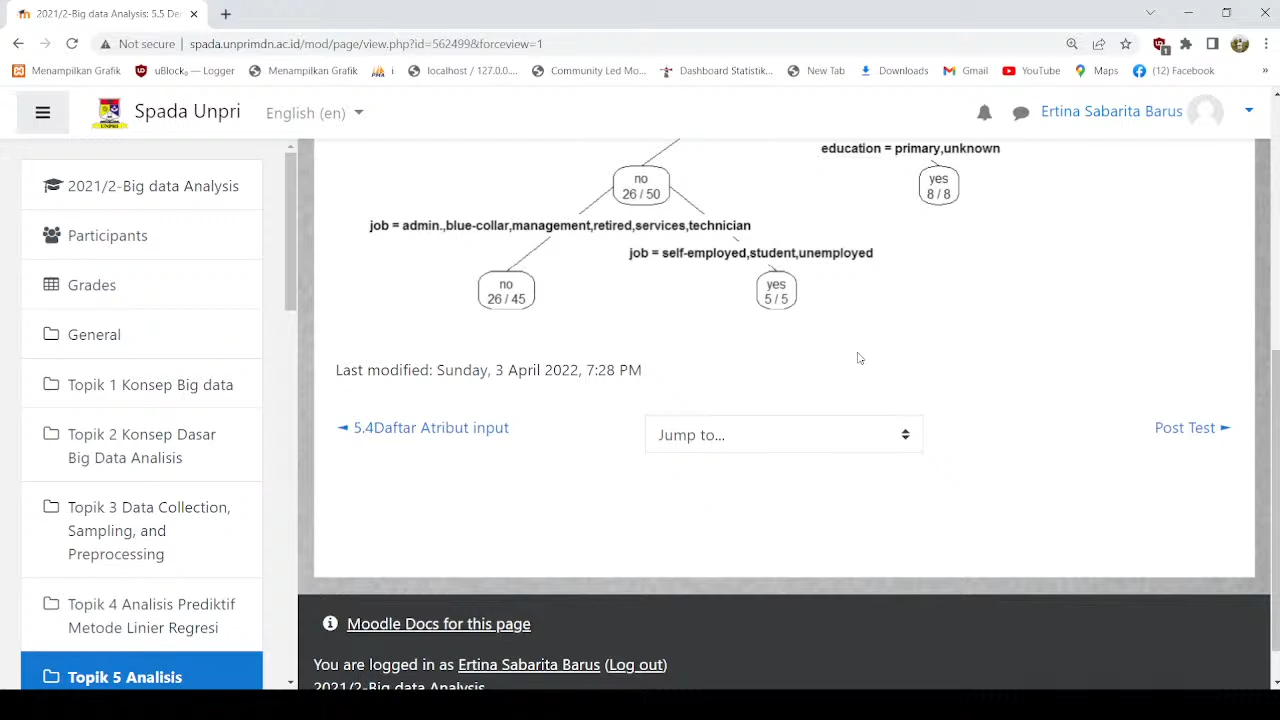 2021/2-Big data Analysis: 5.5 De
Not secure
spada.unprimdn.ac.id/mod/page/view.php?id=562499&forceview=1
1
Menampilkan Grafik
uBlock₀ — Logger
Menampilkan Grafik
i
localhost / 127.0.0....
Community Led Mo...
Dashboard Statistik...
New Tab
Downloads
Gmail
YouTube
Maps
(12) Facebook
»
UNPRI
Spada Unpri
English (en)
Ertina Sabarita Barus
2021/2-Big data Analysis
Participants
Grades
General
Topik 1 Konsep Big data
Topik 2 Konsep Dasar
Big Data Analisis
Topik 3 Data Collection,
Sampling, and
Preprocessing
Topik 4 Analisis Prediktif
Metode Linier Regresi
Topik 5 Analisis
education = primary,unknown
no
26 / 50
yes
8 / 8
job = admin.,blue-collar,management,retired,services,technician
job = self-employed,student,unemployed
no
26 / 45
yes
5 / 5
Last modified: Sunday, 3 April 2022, 7:28 PM
◄ 5.4Daftar Atribut input
Jump to...
Post Test ►
Moodle Docs for this page
You are logged in as Ertina Sabarita Barus (Log out)
2021/2-Big data Analysis